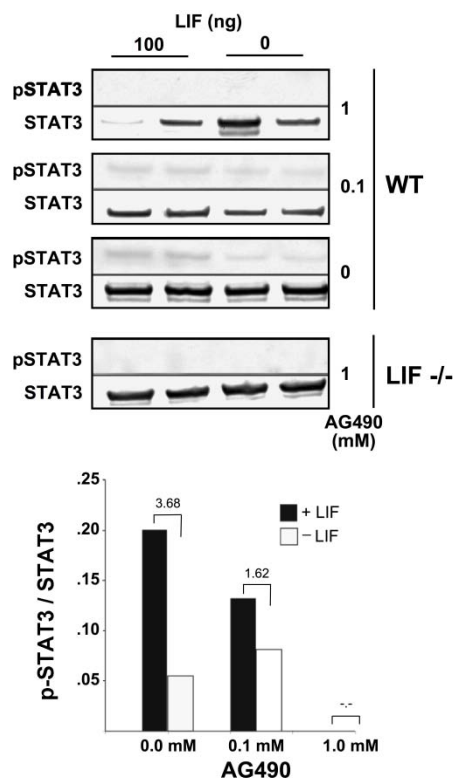 LIF (ng)
100 0
pSTAT3
STAT3
1
pSTAT3
STAT3
0.1
WT
pSTAT3
STAT3
0
pSTAT3
STAT3
1
LIF -/-
AG490
(mM)
.25
.20
.15
.10
.05
p-STAT3 / STAT3
3.68
1.62
-.-
+ LIF
– LIF
0.0 mM 0.1 mM 1.0 mM
AG490